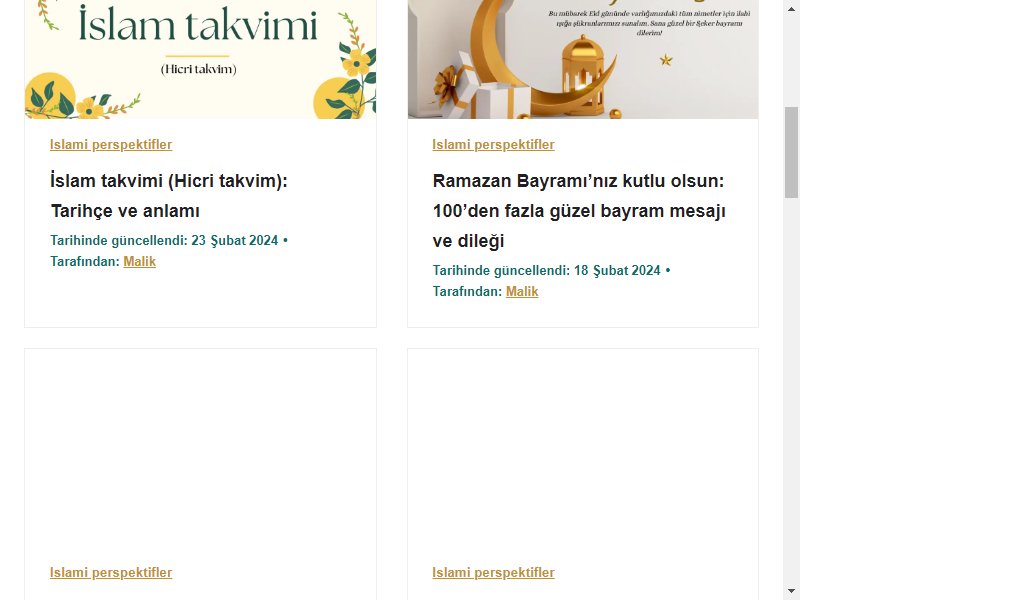 İslam takvimi
(Hicri takvim)
Islami perspektifler
İslam takvimi (Hicri takvim):
Tarihçe ve anlamı
Tarihinde güncellendi: 23 Şubat 2024 •
Tarafından: Malik
Bu mübarek Eid gününde varlığımızdaki tüm nimetler için ilahi
ışığa şükranlarımızı sunalım. Sana güzel bir Şeker bayramı
dilerim!
Islami perspektifler
Ramazan Bayramı’nız kutlu olsun:
100’den fazla güzel bayram mesajı
ve dileği
Tarihinde güncellendi: 18 Şubat 2024 •
Tarafından: Malik
Islami perspektifler
Islami perspektifler